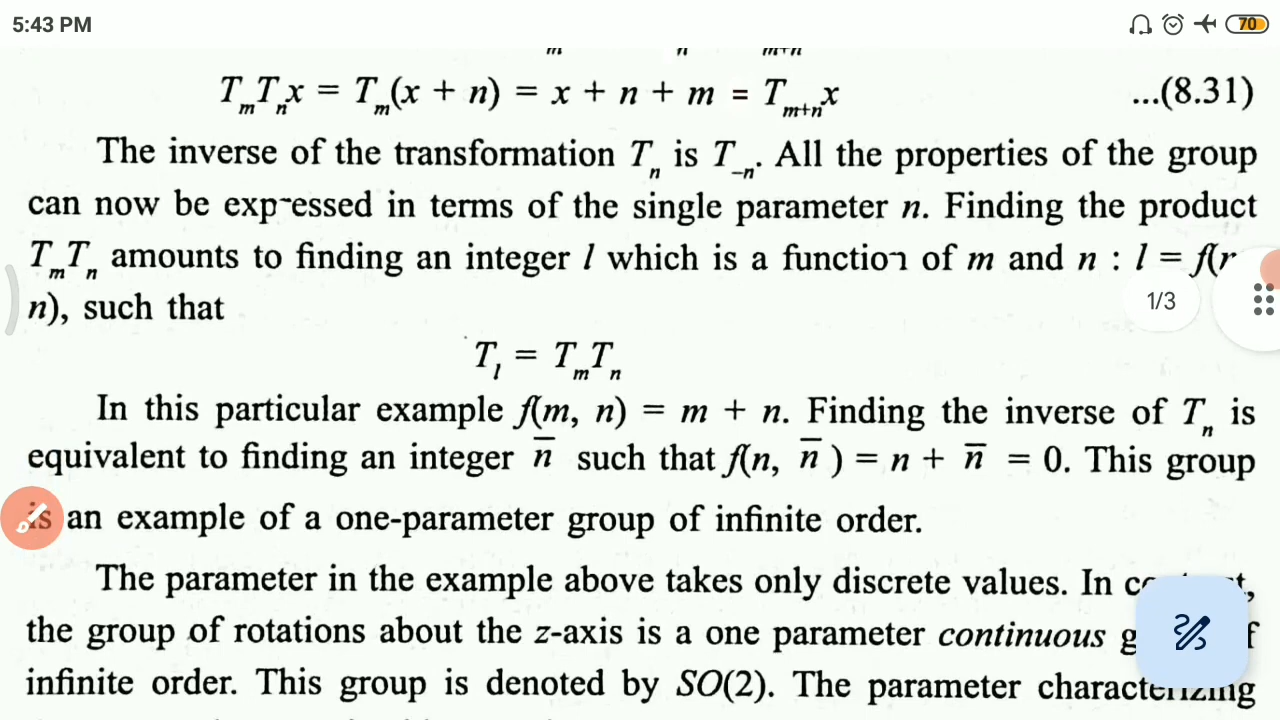 5:43 PM
70
T_m T_n x = T_m(x + n) = x + n + m = T_{m+n} x ...(8.31)
The inverse of the transformation T_n is T_{-n}. All the properties of the group
can now be expressed in terms of the single parameter n. Finding the product
T_m T_n amounts to finding an integer l which is a function of m and n : l = f(
n), such that
1/3
T_l = T_m T_n
In this particular example f(m, n) = m + n. Finding the inverse of T_n is
equivalent to finding an integer n̄ such that f(n, n̄ ) = n + n̄ = 0. This group
is an example of a one-parameter group of infinite order.
The parameter in the example above takes only discrete values. In
the group of rotations about the z-axis is a one parameter continuous
infinite order. This group is denoted by SO(2). The parameter characterizing